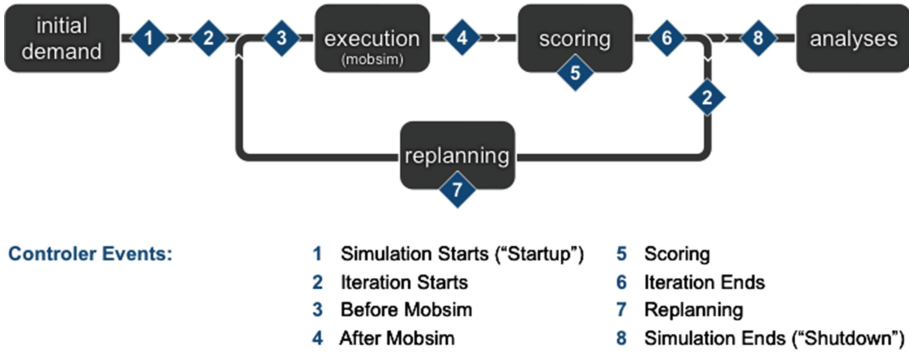 initial
demand
1
2
3
execution
(mobsim)
4
scoring
5
6
8
analyses
2
replanning
7
Controler Events:
1 Simulation Starts (“Startup”)
2 Iteration Starts
3 Before Mobsim
4 After Mobsim
5 Scoring
6 Iteration Ends
7 Replanning
8 Simulation Ends (“Shutdown”)